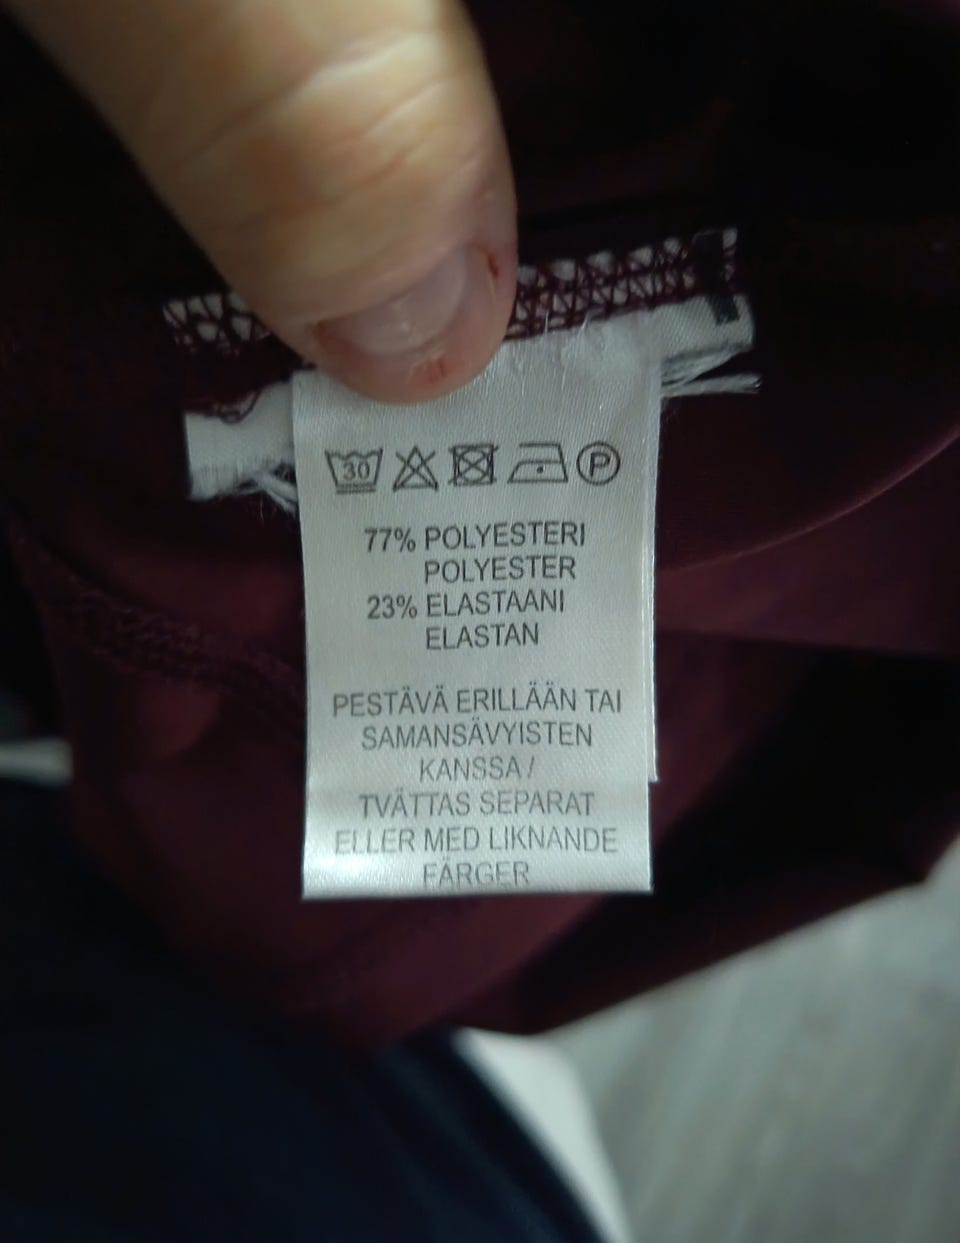 30 P
77% POLYESTERI
POLYESTER
23% ELASTAANI
ELASTAN
PESTÄVÄ ERILLÄÄN TAI
SAMANSÄVYISTEN
KANSSA /
TVÄTTAS SEPARAT
ELLER MED LIKNANDE
FÄRGER